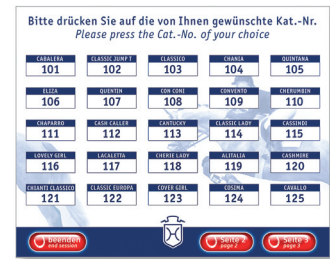 Bitte drücken Sie auf die von Ihnen gewünschte Kat.-Nr.
Please press the Cat.-No. of your choice
CABALERA CLASSIC JUMP T CLASSICO CHANIA QUINTANA
101 102 103 104 105
ELIZA QUENTIN CON CONI CONVENTO CHERUMBIN
106 107 108 109 110
CHAPARRO CASH CALLER CANTUCKY CLASSIC LADY CASSINDI
111 112 113 114 115
LOVELY GIRL LACALETTA CHERIE LADY ALITALIA CASHMIRE
116 117 118 119 120
CHIANTI CLASSICO CLASSIC EUROPA COVER GIRL COSIMA CAVALLO
121 122 123 124 125
beenden Seite 2 Seite 3
end session page 2 page 3